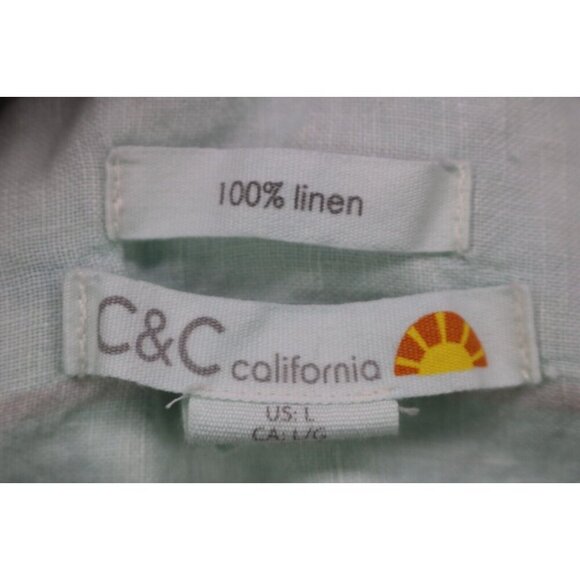 100% linen
C&C california
US: L
CA: L/G